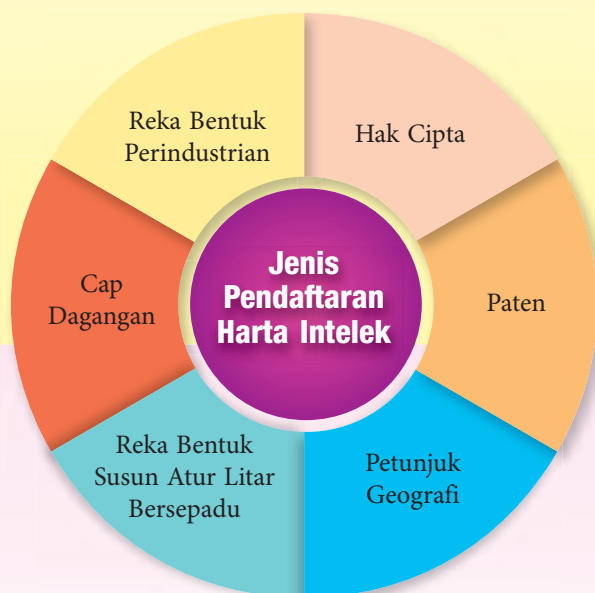 Jenis
Pendaftaran
Harta Intelek
Hak Cipta
Paten
Petunjuk
Geografi
Reka Bentuk
Susun Atur Litar
Bersepadu
Cap
Dagangan
Reka Bentuk
Perindustrian